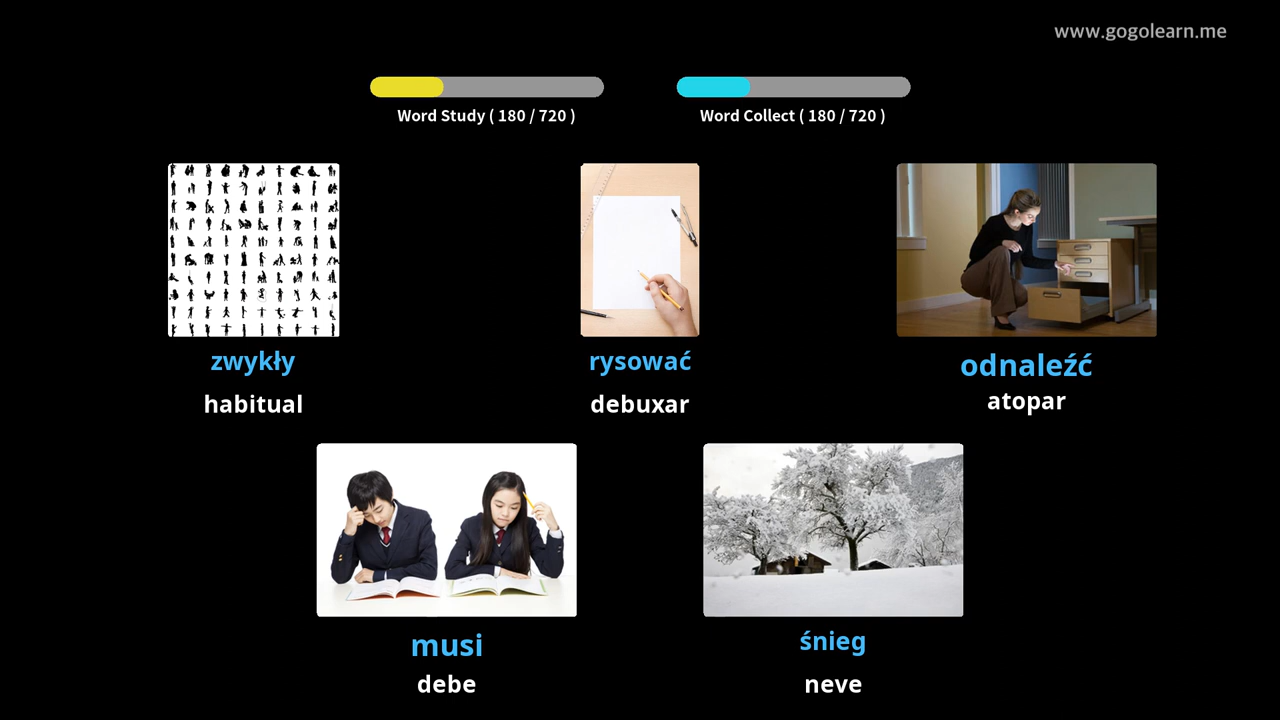 www.gogolearn.me
Word Study ( 180 / 720 )
Word Collect ( 180 / 720 )
zwykły
habitual
rysować
debuxar
odnaleźć
atopar
musi
debe
śnieg
neve